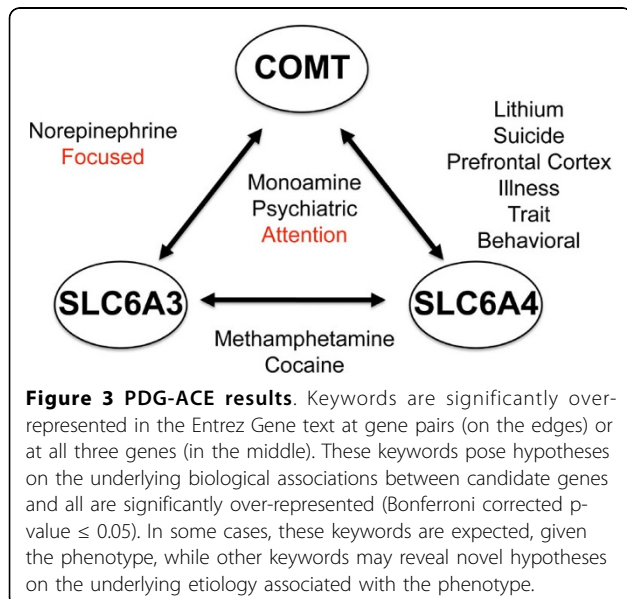 COMT
Norepinephrine
Focused
Lithium
Suicide
Prefrontal Cortex
Illness
Trait
Behavioral
Monoamine
Psychiatric
Attention
SLC6A3
SLC6A4
Methamphetamine
Cocaine
Figure 3 PDG-ACE results. Keywords are significantly over-
represented in the Entrez Gene text at gene pairs (on the edges) or
at all three genes (in the middle). These keywords pose hypotheses
on the underlying biological associations between candidate genes
and all are significantly over-represented (Bonferroni corrected p-
value ≤ 0.05). In some cases, these keywords are expected, given
the phenotype, while other keywords may reveal novel hypotheses
on the underlying etiology associated with the phenotype.